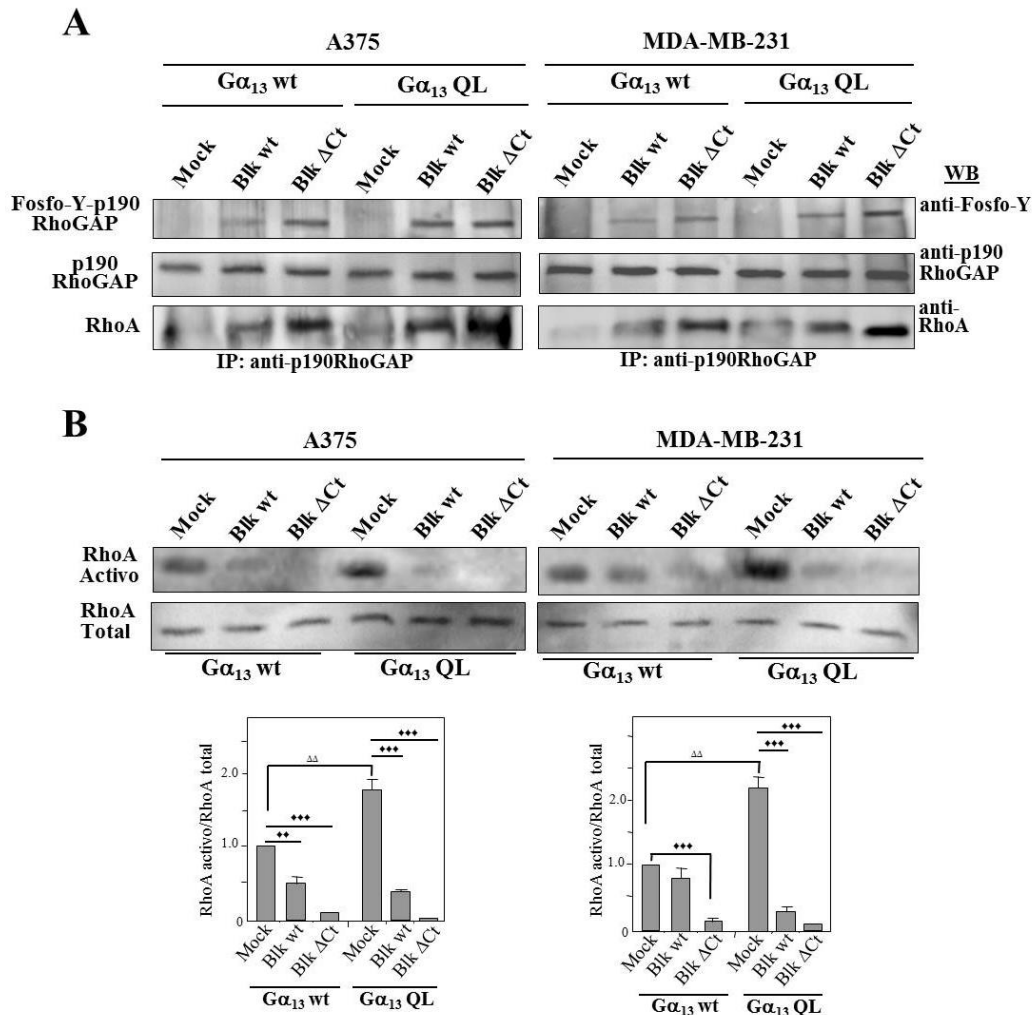 A
A375
MDA-MB-231
Gα₁₃ wt
Gα₁₃ QL
Gα₁₃ wt
Gα₁₃ QL
Mock
Blk wt
Blk ΔCt
Mock
Blk wt
Blk ΔCt
Mock
Blk wt
Blk ΔCt
Mock
Blk wt
Blk ΔCt
WB
Fosfo-Y-p190
RhoGAP
anti-Fosfo-Y
p190
RhoGAP
anti-p190
RhoGAP
RhoA
anti-
RhoA
IP: anti-p190RhoGAP
IP: anti-p190RhoGAP
B
A375
MDA-MB-231
Mock
Blk wt
Blk ΔCt
Mock
Blk wt
Blk ΔCt
Mock
Blk wt
Blk ΔCt
Mock
Blk wt
Blk ΔCt
RhoA
Activo
RhoA
Total
Gα₁₃ wt
Gα₁₃ QL
Gα₁₃ wt
Gα₁₃ QL
RhoA activo/RhoA total
2.0
1.0
0
ΔΔ
♦♦♦
♦♦
♦♦♦
♦♦♦
Mock
Blk wt
Blk ΔCt
Mock
Blk wt
Blk ΔCt
Gα₁₃ wt
Gα₁₃ QL
RhoA activo/RhoA total
2.0
1.0
0
ΔΔ
♦♦♦
♦♦♦
♦♦♦
Mock
Blk wt
Blk ΔCt
Mock
Blk wt
Blk ΔCt
Gα₁₃ wt
Gα₁₃ QL